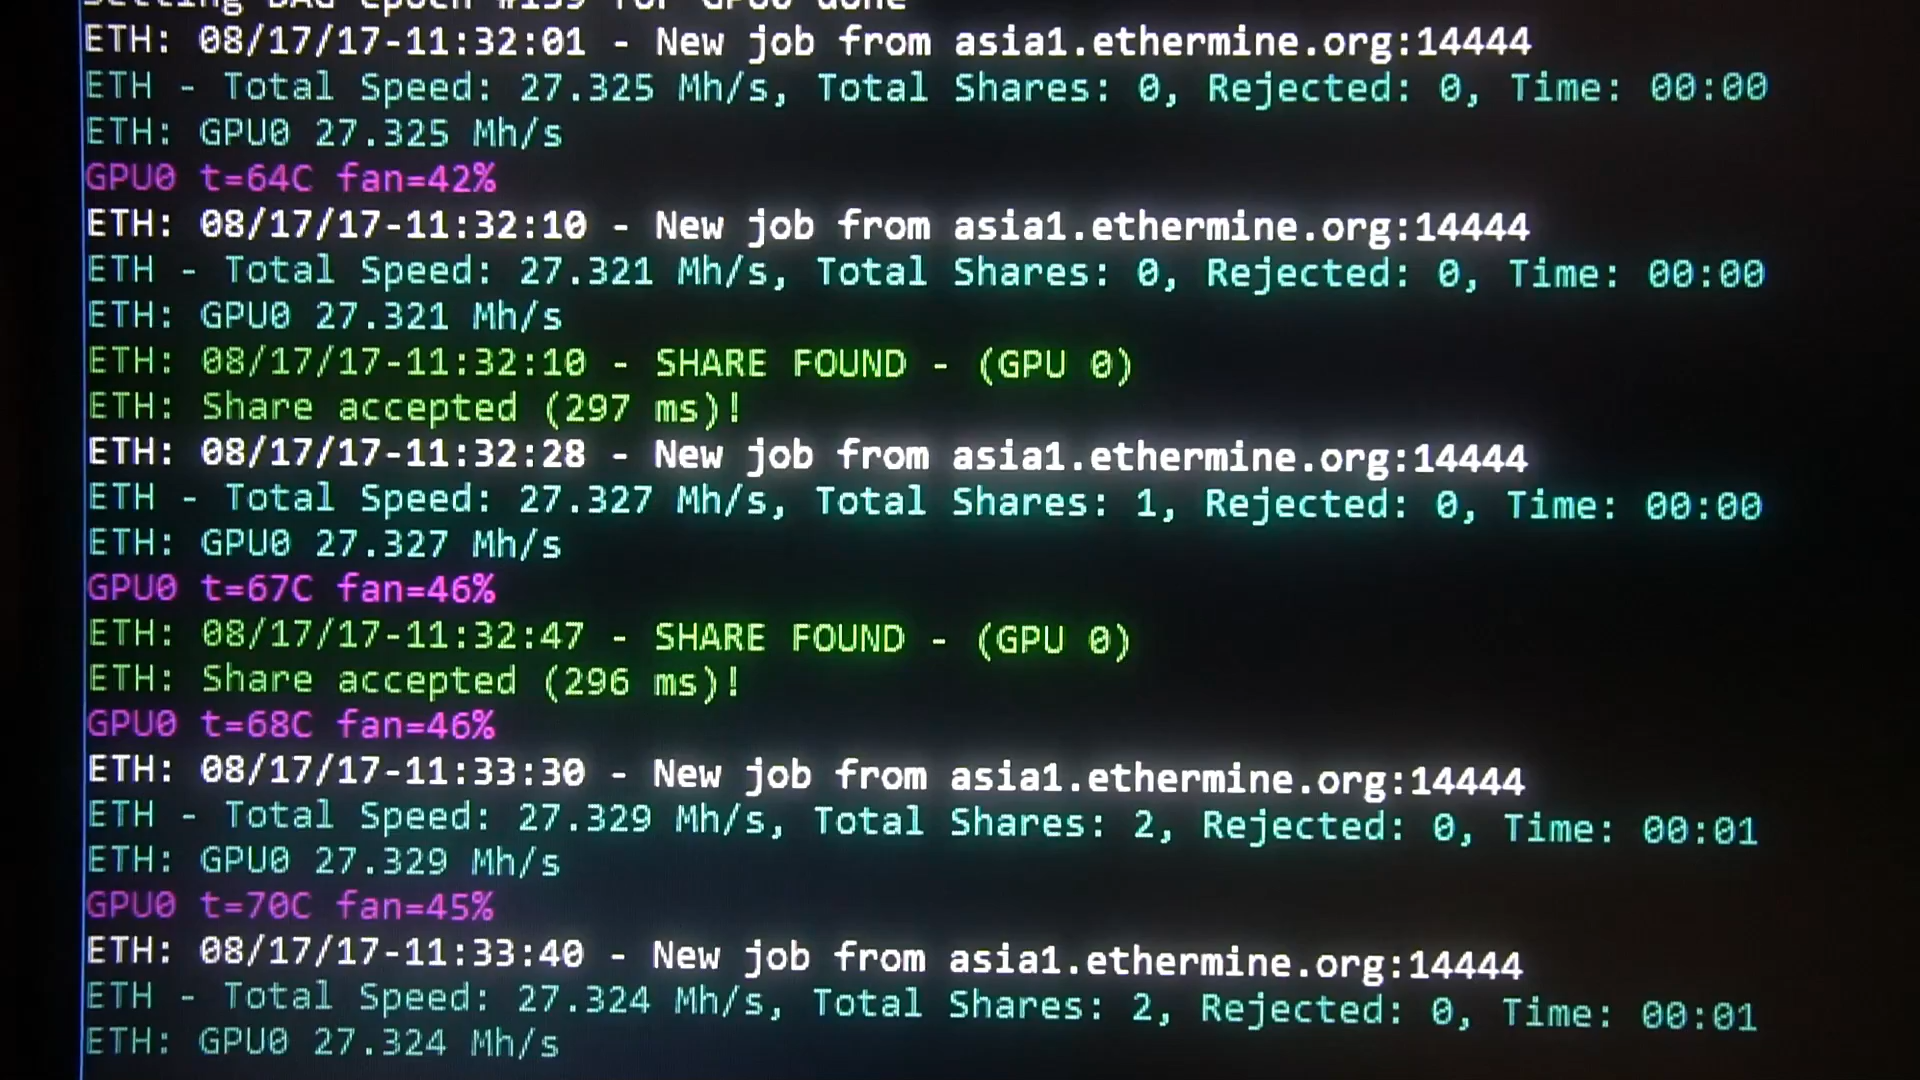 Setting DAG epoch #139 for GPU0 done
ETH: 08/17/17-11:32:01 - New job from asia1.ethermine.org:14444
ETH - Total Speed: 27.325 Mh/s, Total Shares: 0, Rejected: 0, Time: 00:00
ETH: GPU0 27.325 Mh/s
GPU0 t=64C fan=42%
ETH: 08/17/17-11:32:10 - New job from asia1.ethermine.org:14444
ETH - Total Speed: 27.321 Mh/s, Total Shares: 0, Rejected: 0, Time: 00:00
ETH: GPU0 27.321 Mh/s
ETH: 08/17/17-11:32:10 - SHARE FOUND - (GPU 0)
ETH: Share accepted (297 ms)!
ETH: 08/17/17-11:32:28 - New job from asia1.ethermine.org:14444
ETH - Total Speed: 27.327 Mh/s, Total Shares: 1, Rejected: 0, Time: 00:00
ETH: GPU0 27.327 Mh/s
GPU0 t=67C fan=46%
ETH: 08/17/17-11:32:47 - SHARE FOUND - (GPU 0)
ETH: Share accepted (296 ms)!
GPU0 t=68C fan=46%
ETH: 08/17/17-11:33:30 - New job from asia1.ethermine.org:14444
ETH - Total Speed: 27.329 Mh/s, Total Shares: 2, Rejected: 0, Time: 00:01
ETH: GPU0 27.329 Mh/s
GPU0 t=70C fan=45%
ETH: 08/17/17-11:33:40 - New job from asia1.ethermine.org:14444
ETH - Total Speed: 27.324 Mh/s, Total Shares: 2, Rejected: 0, Time: 00:01
ETH: GPU0 27.324 Mh/s